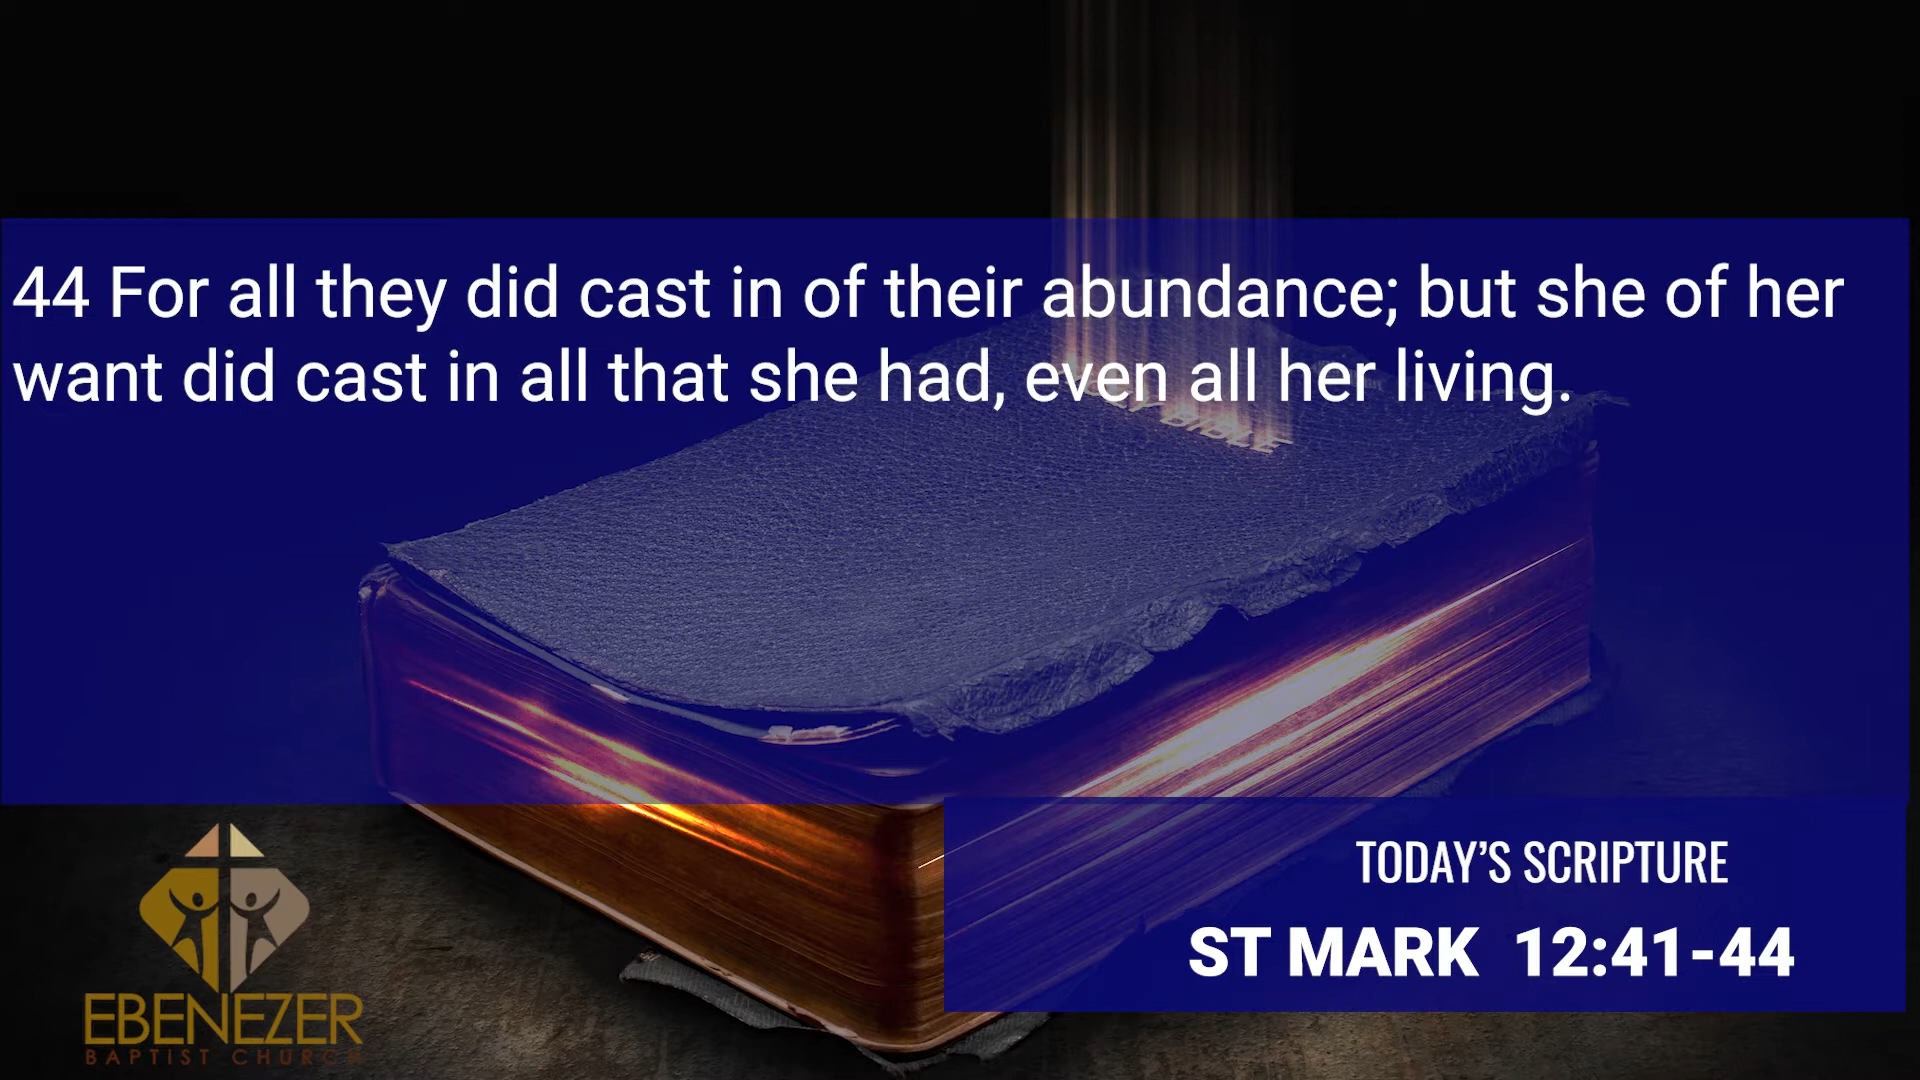 44 For all they did cast in of their abundance; but she of her
want did cast in all that she had, even all her living.
BIBLE
TODAY'S SCRIPTURE
ST MARK 12:41-44
EBENEZER
BAPTIST CHURCH